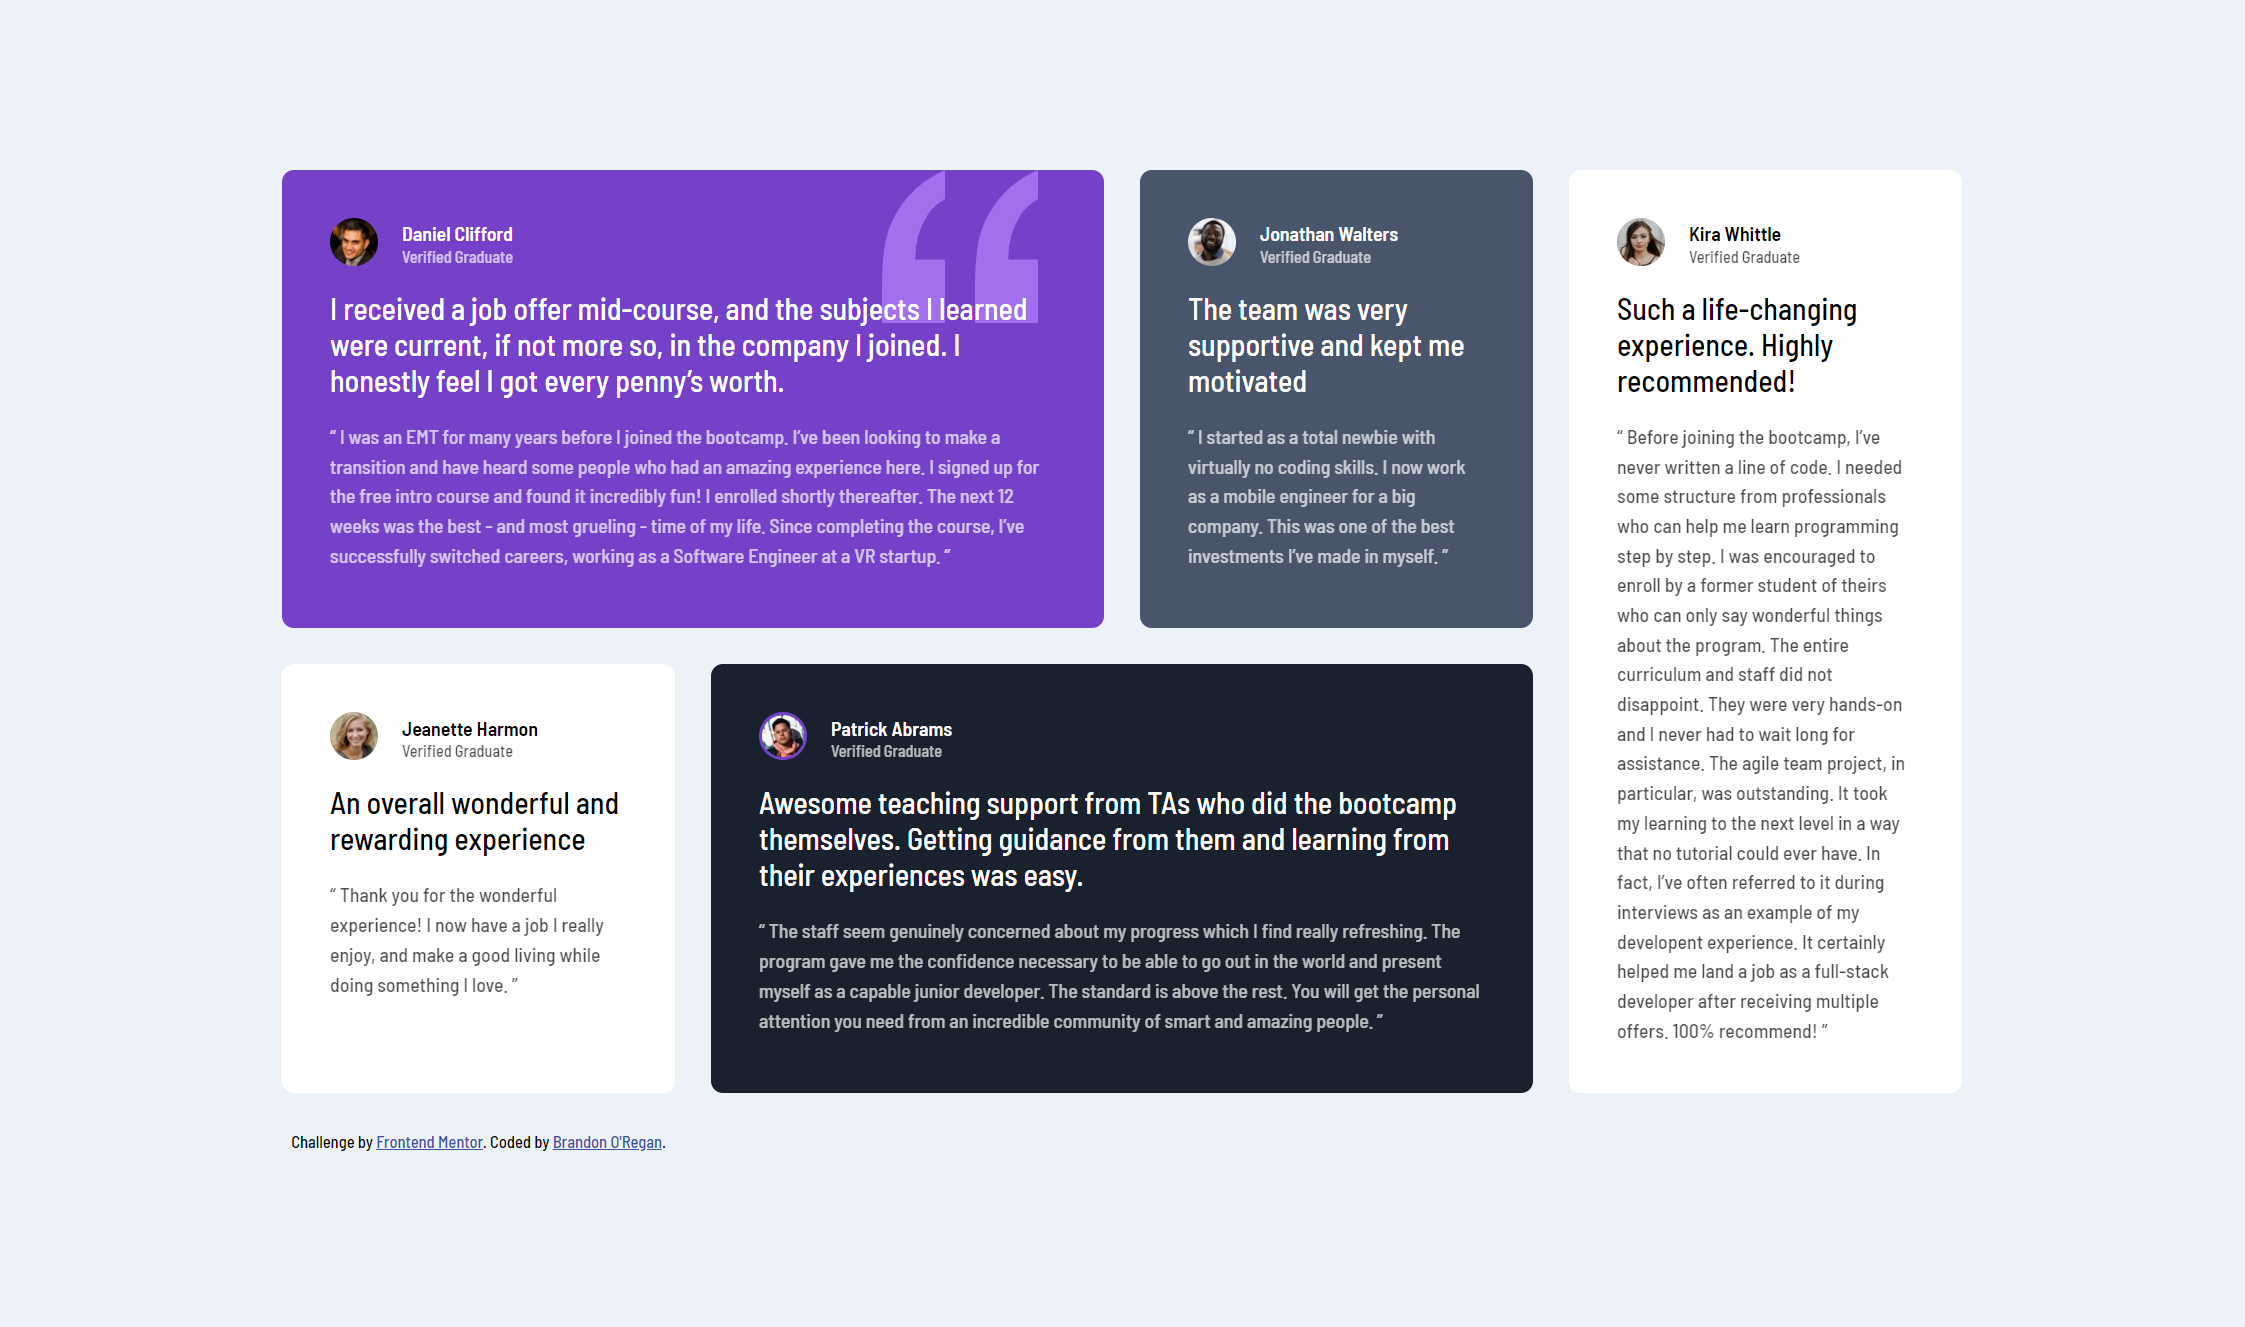 Daniel Clifford
Verified Graduate
I received a job offer mid-course, and the subjects I learned
were current, if not more so, in the company I joined. I
honestly feel I got every penny’s worth.
“ I was an EMT for many years before I joined the bootcamp. I’ve been looking to make a
transition and have heard some people who had an amazing experience here. I signed up for
the free intro course and found it incredibly fun! I enrolled shortly thereafter. The next 12
weeks was the best - and most grueling - time of my life. Since completing the course, I’ve
successfully switched careers, working as a Software Engineer at a VR startup. ”
Jonathan Walters
Verified Graduate
The team was very
supportive and kept me
motivated
“ I started as a total newbie with
virtually no coding skills. I now work
as a mobile engineer for a big
company. This was one of the best
investments I’ve made in myself. ”
Kira Whittle
Verified Graduate
Such a life-changing
experience. Highly
recommended!
“ Before joining the bootcamp, I’ve
never written a line of code. I needed
some structure from professionals
who can help me learn programming
step by step. I was encouraged to
enroll by a former student of theirs
who can only say wonderful things
about the program. The entire
curriculum and staff did not
disappoint. They were very hands-on
and I never had to wait long for
assistance. The agile team project, in
particular, was outstanding. It took
my learning to the next level in a way
that no tutorial could ever have. In
fact, I’ve often referred to it during
interviews as an example of my
developent experience. It certainly
helped me land a job as a full-stack
developer after receiving multiple
offers. 100% recommend! ”
Jeanette Harmon
Verified Graduate
An overall wonderful and
rewarding experience
“ Thank you for the wonderful
experience! I now have a job I really
enjoy, and make a good living while
doing something I love. ”
Patrick Abrams
Verified Graduate
Awesome teaching support from TAs who did the bootcamp
themselves. Getting guidance from them and learning from
their experiences was easy.
“ The staff seem genuinely concerned about my progress which I find really refreshing. The
program gave me the confidence necessary to be able to go out in the world and present
myself as a capable junior developer. The standard is above the rest. You will get the personal
attention you need from an incredible community of smart and amazing people. ”
Challenge by Frontend Mentor. Coded by Brandon O'Regan.